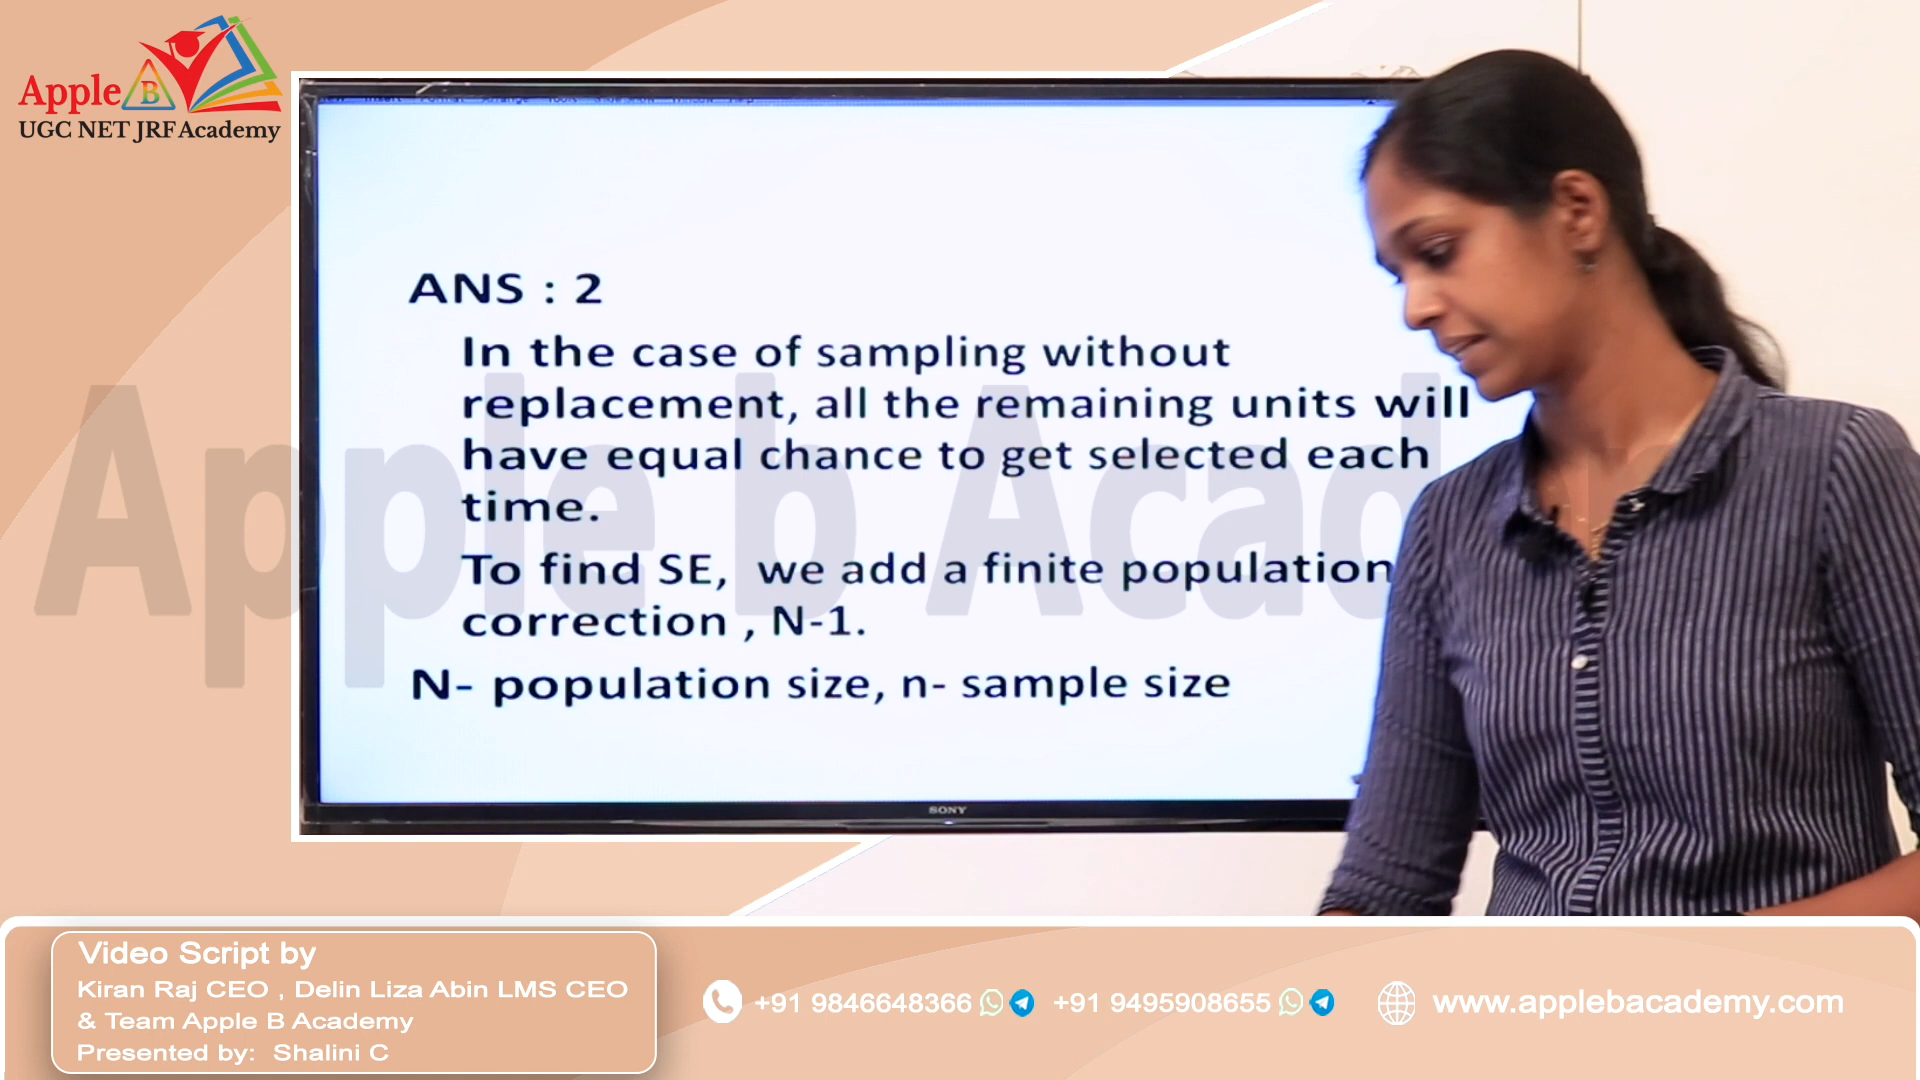 Apple B
UGC NET JRF Academy
ANS : 2
In the case of sampling without
replacement, all the remaining units will
have equal chance to get selected each
time.
To find SE, we add a finite population
correction , N-1.
N- population size, n- sample size
Apple b Acad
SONY
Video Script by
Kiran Raj CEO , Delin Liza Abin LMS CEO
& Team Apple B Academy
Presented by: Shalini C
+91 9846648366
+91 9495908655
www.applebacademy.com